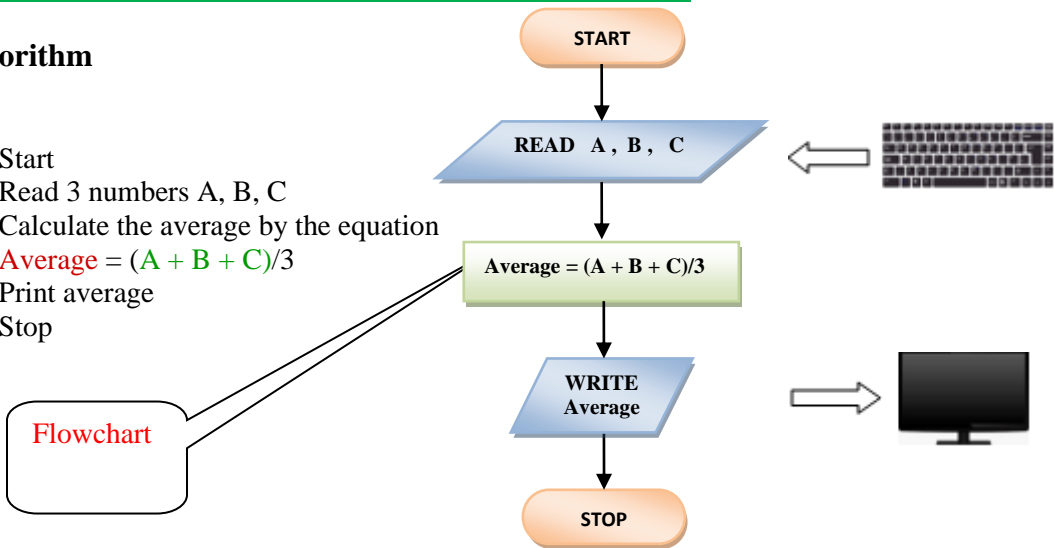 orithm
Start
Read 3 numbers A, B, C
Calculate the average by the equation
Average = (A + B + C)/3
Print average
Stop
Flowchart
START
READ A , B , C
Average = (A + B + C)/3
WRITE
Average
STOP